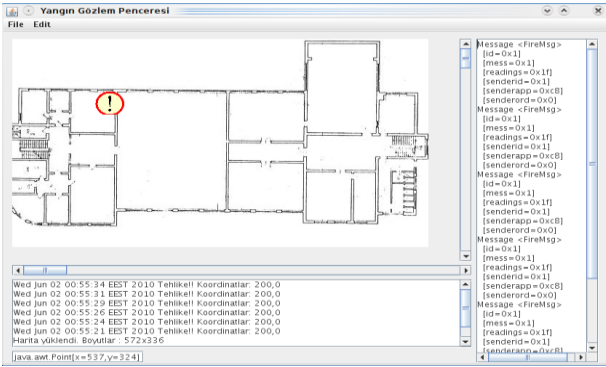 Yangın Gözlem Penceresi
File Edit
!
Wed Jun 02 00:55:34 EEST 2010 Tehlike!! Koordinatlar: 200,0
Wed Jun 02 00:55:31 EEST 2010 Tehlike!! Koordinatlar: 200,0
Wed Jun 02 00:55:29 EEST 2010 Tehlike!! Koordinatlar: 200,0
Wed Jun 02 00:55:26 EEST 2010 Tehlike!! Koordinatlar: 200,0
Wed Jun 02 00:55:24 EEST 2010 Tehlike!! Koordinatlar: 200,0
Wed Jun 02 00:55:21 EEST 2010 Tehlike!! Koordinatlar: 200,0
Harita yüklendi. Boyutlar : 572x336
java.awt.Point[x=537,y=324]
Message <FireMsg>
[id=0x1]
[mess=0x1]
[readings=0x1f]
[senderid=0x1]
[senderapp=0xcB]
[senderord=0x0]
Message <FireMsg>
[id=0x1]
[mess=0x1]
[readings=0x1f]
[senderid=0x1]
[senderapp=0xcB]
[senderord=0x0]
Message <FireMsg>
[id=0x1]
[mess=0x1]
[readings=0x1f]
[senderid=0x1]
[senderapp=0xcB]
[senderord=0x0]
Message <FireMsg>
[id=0x1]
[mess=0x1]
[readings=0x1f]
[senderid=0x1]
[senderapp=0xcB]
[senderord=0x0]
Message <FireMsg>
[id=0x1]
[mess=0x1]
[readings=0x1f]
[senderid=0x1]
[senderapp=0xcB]